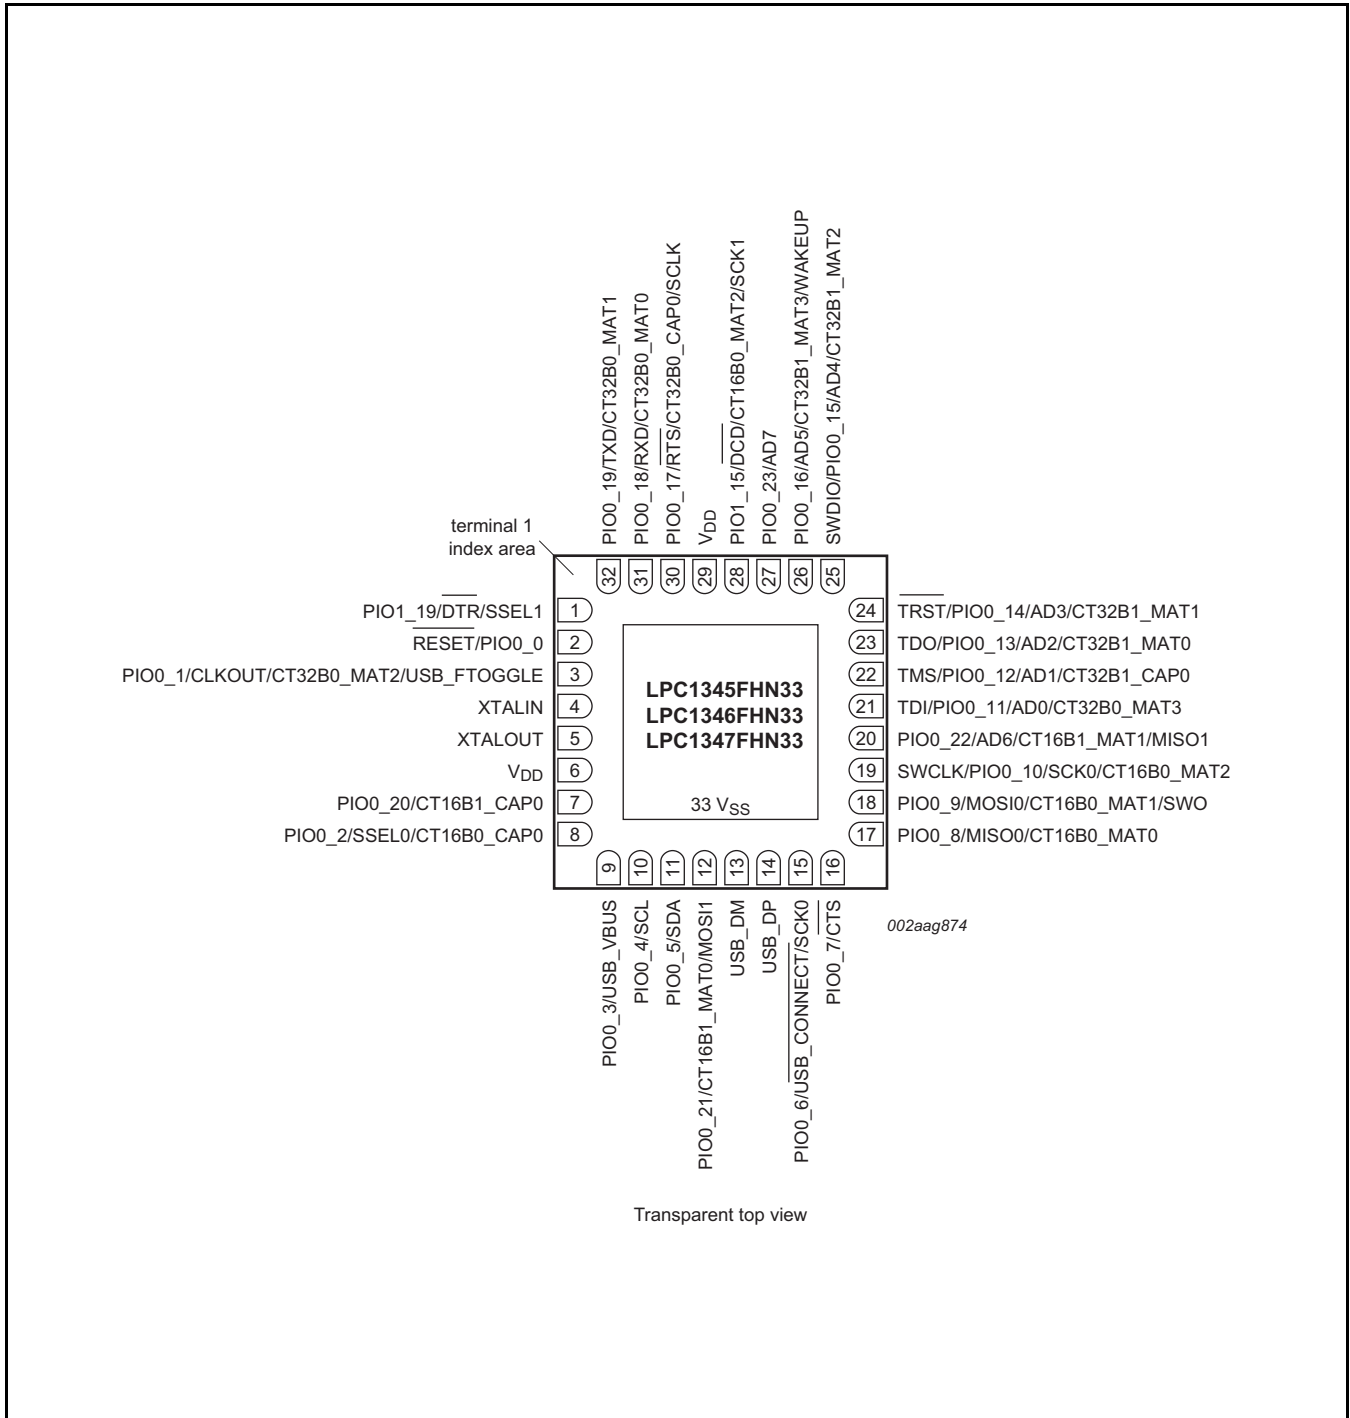 PIO0_19/TXD/CT32B0_MAT1
PIO0_18/RXD/CT32B0_MAT0
PIO0_17/RTS/CT32B0_CAP0/SCLK
VDD
PIO1_15/DCD/CT16B0_MAT2/SCK1
PIO0_23/AD7
PIO0_16/AD5/CT32B1_MAT3/WAKEUP
SWDIO/PIO0_15/AD4/CT32B1_MAT2
terminal 1
index area
32 31 30 29 28 27 26 25
PIO1_19/DTR/SSEL1 1
RESET/PIO0_0 2
PIO0_1/CLKOUT/CT32B0_MAT2/USB_FTOGGLE 3
XTALIN 4
XTALOUT 5
VDD 6
PIO0_20/CT16B1_CAP0 7
PIO0_2/SSEL0/CT16B0_CAP0 8
LPC1345FHN33
LPC1346FHN33
LPC1347FHN33
33 VSS
24 TRST/PIO0_14/AD3/CT32B1_MAT1
23 TDO/PIO0_13/AD2/CT32B1_MAT0
22 TMS/PIO0_12/AD1/CT32B1_CAP0
21 TDI/PIO0_11/AD0/CT32B0_MAT3
20 PIO0_22/AD6/CT16B1_MAT1/MISO1
19 SWCLK/PIO0_10/SCK0/CT16B0_MAT2
18 PIO0_9/MOSI0/CT16B0_MAT1/SWO
17 PIO0_8/MISO0/CT16B0_MAT0
9 10 11 12 13 14 15 16
PIO0_3/USB_VBUS
PIO0_4/SCL
PIO0_5/SDA
PIO0_21/CT16B1_MAT0/MOSI1
USB_DM
USB_DP
PIO0_6/USB_CONNECT/SCK0
PIO0_7/CTS
002aag874
Transparent top view